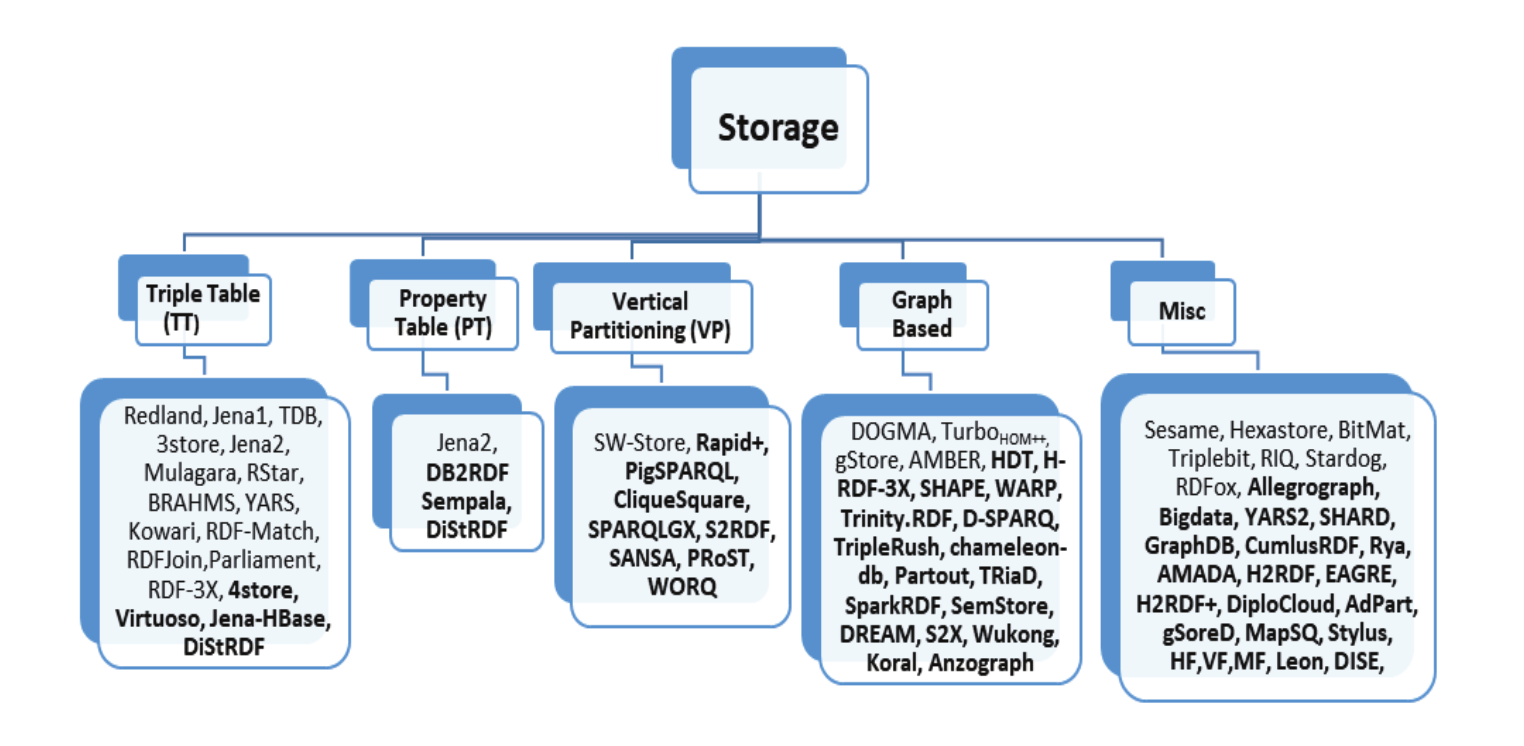 Storage
Triple Table
(TT)
Property
Table (PT)
Vertical
Partitioning (VP)
Graph
Based
Misc
Redland, Jena1, TDB,
3store, Jena2,
Mulagara, RStar,
BRAHMS, YARS,
Kowari, RDF-Match,
RDFJoin,Parliament,
RDF-3X, 4store,
Virtuoso, Jena-HBase,
DiStRDF
Jena2,
DB2RDF
Sempala,
DiStRDF
SW-Store, Rapid+,
PigSPARQL,
CliqueSquare,
SPARQLGX, S2RDF,
SANSA, PRoST,
WORQ
DOGMA, TurboHOM++,
gStore, AMBER, HDT, H-
RDF-3X, SHAPE, WARP,
Trinity.RDF, D-SPARQ,
TripleRush, chameleon-
db, Partout, TRiaD,
SparkRDF, SemStore,
DREAM, S2X, Wukong,
Koral, Anzograph
Sesame, Hexastore, BitMat,
Triplebit, RIQ, Stardog,
RDFox, Allegrograph,
Bigdata, YARS2, SHARD,
GraphDB, CumlusRDF, Rya,
AMADA, H2RDF, EAGRE,
H2RDF+, DiploCloud, AdPart,
gSoreD, MapSQ, Stylus,
HF,VF,MF, Leon, DISE,